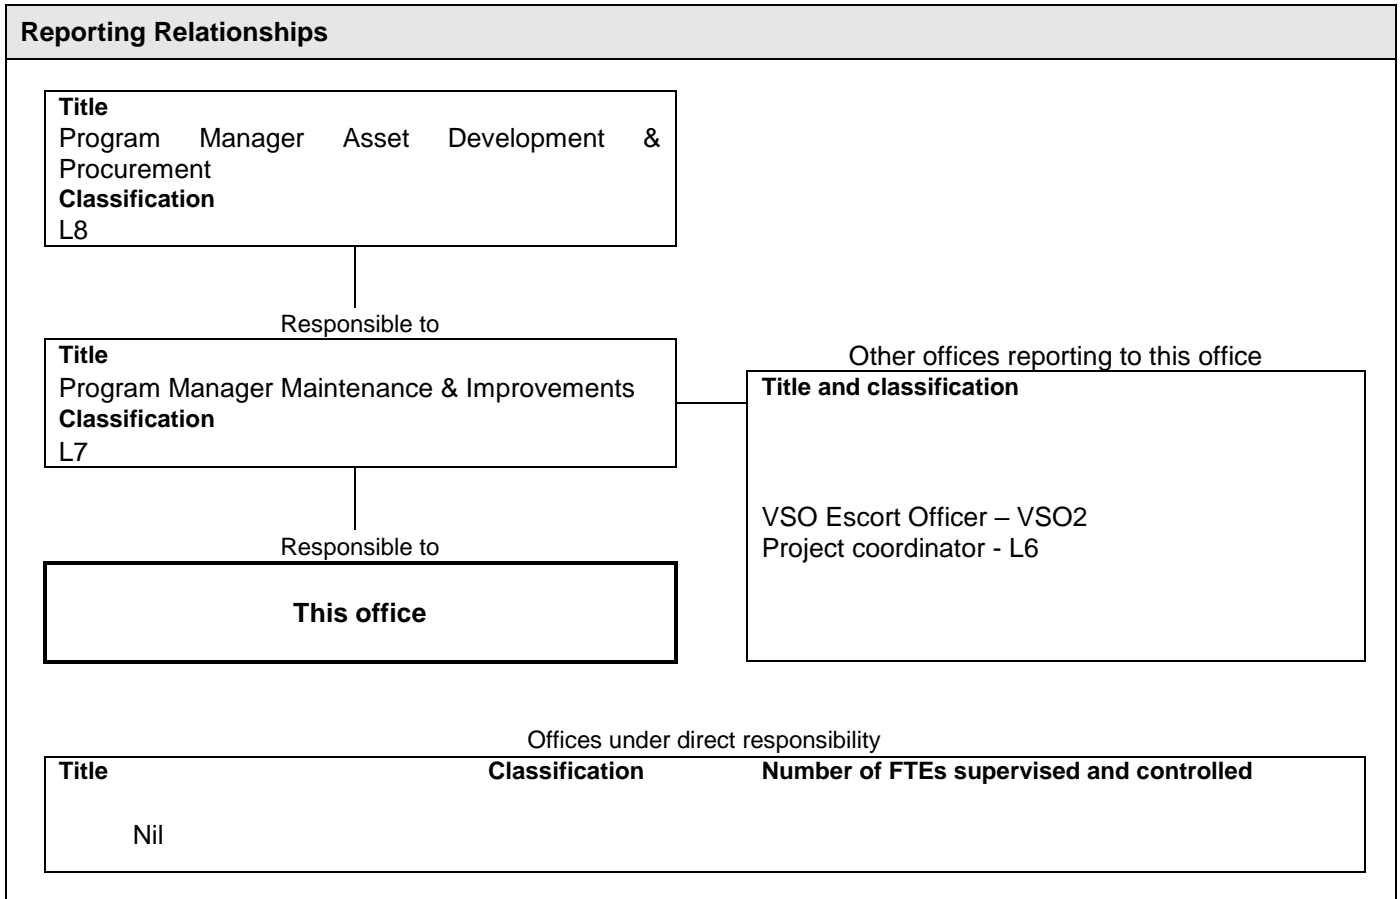 Reporting Relationships
Title
Program Manager Asset Development &
Procurement
Classification
L8
Responsible to
Title
Program Manager Maintenance & Improvements
Classification
L7
Other offices reporting to this office
Title and classification
VSO Escort Officer – VSO2
Project coordinator - L6
Responsible to
This office
Offices under direct responsibility
Title Classification Number of FTEs supervised and controlled
Nil